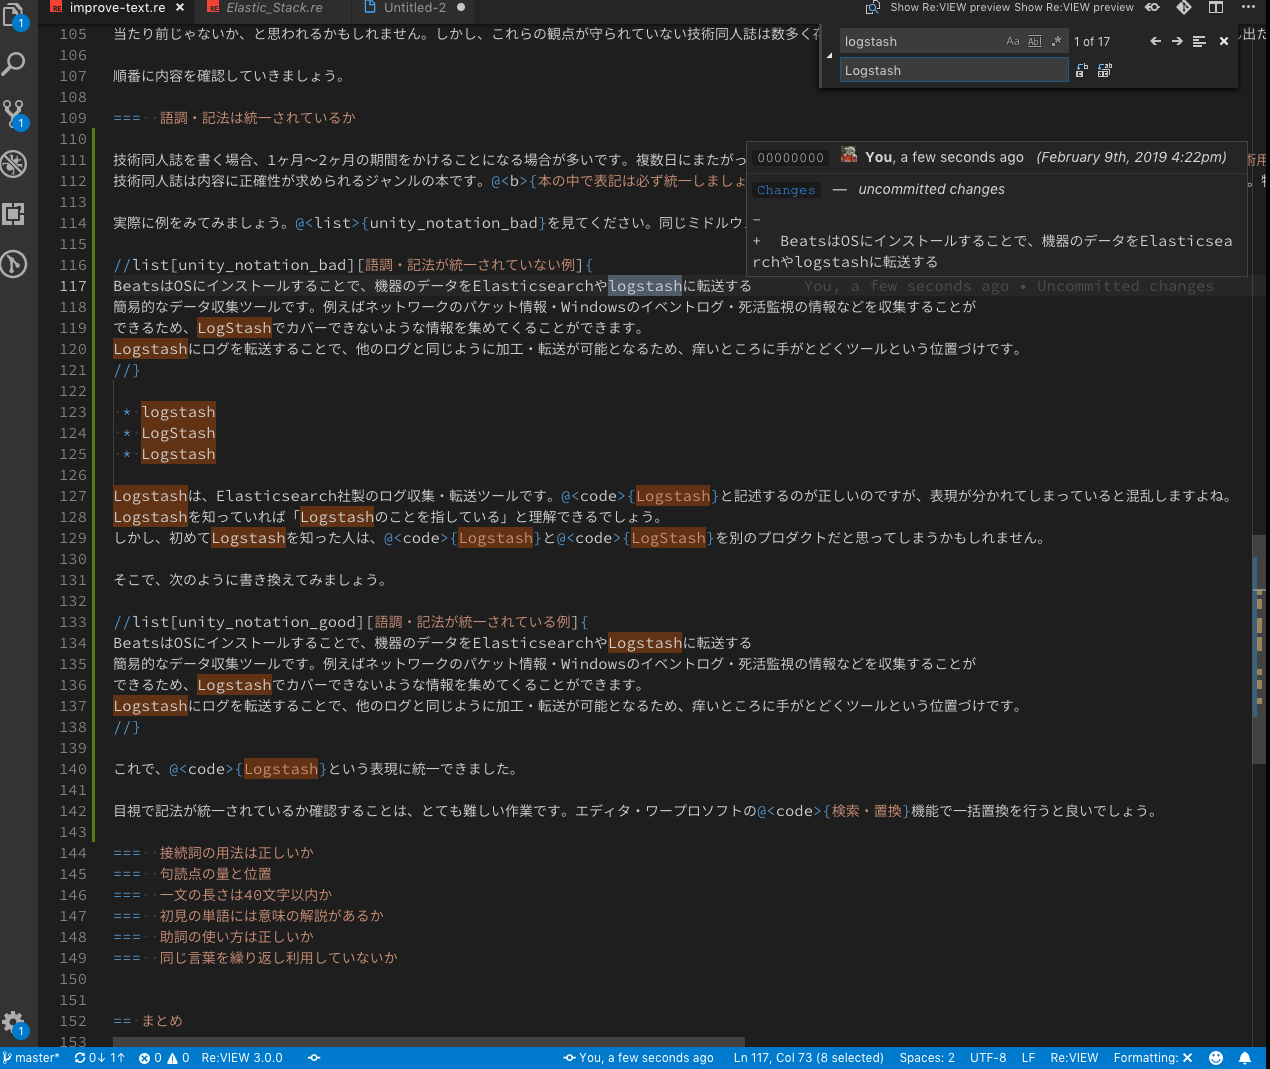 improve-text.re
Elastic_Stack.re
Untitled-2
Show Re:VIEW preview Show Re:VIEW preview
logstash
1 of 17
Logstash
105 当たり前じゃないか、と思われるかもしれません。しかし、これらの観点が守られていない技術同人誌は数多く
106
107 順番に内容を確認していきましょう。
108
109 === 語調・記法は統一されているか
110
111 技術同人誌を書く場合、1ヶ月〜2ヶ月の期間をかけることになる場合が多いです。複数日にまたがっ
112 技術同人誌は内容に正確性が求められるジャンルの本です。@<b>{本の中で表記は必ず統一しましょ
113
114 実際に例をみてみましょう。@<list>{unity_notation_bad}を見てください。同じミドルウ
115
116 //list[unity_notation_bad][語調・記法が統一されていない例]{
117 BeatsはOSにインストールすることで、機器のデータをElasticsearchやlogstashに転送する You, a few seconds ago • Uncommitted changes
118 簡易的なデータ収集ツールです。例えばネットワークのパケット情報・Windowsのイベントログ・死活監視の情報などを収集することが
119 できるため、LogStashでカバーできないような情報を集めてくることができます。
120 Logstashにログを転送することで、他のログと同じように加工・転送が可能となるため、痒いところに手がとどくツールという位置づけです。
121 //}
122
123 * logstash
124 * LogStash
125 * Logstash
126
127 Logstashは、Elasticsearch社製のログ収集・転送ツールです。@<code>{Logstash}と記述するのが正しいのですが、表現が分かれてしまっていると混乱しますよね。
128 Logstashを知っていれば「Logstashのことを指している」と理解できるでしょう。
129 しかし、初めてLogstashを知った人は、@<code>{Logstash}と@<code>{LogStash}を別のプロダクトだと思ってしまうかもしれません。
130
131 そこで、次のように書き換えてみましょう。
132
133 //list[unity_notation_good][語調・記法が統一されている例]{
134 BeatsはOSにインストールすることで、機器のデータをElasticsearchやLogstashに転送する
135 簡易的なデータ収集ツールです。例えばネットワークのパケット情報・Windowsのイベントログ・死活監視の情報などを収集することが
136 できるため、Logstashでカバーできないような情報を集めてくることができます。
137 Logstashにログを転送することで、他のログと同じように加工・転送が可能となるため、痒いところに手がとどくツールという位置づけです。
138 //}
139
140 これで、@<code>{Logstash}という表現に統一できました。
141
142 目視で記法が統一されているか確認することは、とても難しい作業です。エディタ・ワープロソフトの@<code>{検索・置換}機能で一括置換を行うと良いでしょう。
143
144 === 接続詞の用法は正しいか
145 === 句読点の量と位置
146 === 一文の長さは40文字以内か
147 === 初見の単語には意味の解説があるか
148 === 助詞の使い方は正しいか
149 === 同じ言葉を繰り返し利用していないか
150
151
152 == まとめ
153
00000000 You, a few seconds ago (February 9th, 2019 4:22pm)
Changes — uncommitted changes
−
+ BeatsはOSにインストールすることで、機器のデータをElasticsea
rchやlogstashに転送する
master* 0↓ 1↑ 0 0 Re:VIEW 3.0.0 You, a few seconds ago Ln 117, Col 73 (8 selected) Spaces: 2 UTF-8 LF Re:VIEW Formatting: ×